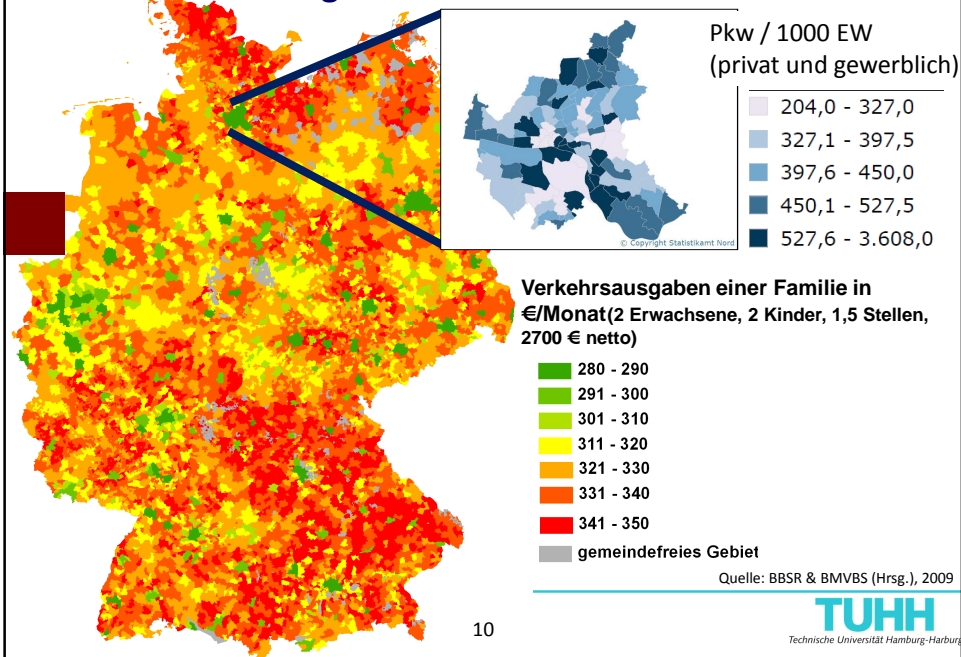 Pkw / 1000 EW
(privat und gewerblich)
204,0 - 327,0
327,1 - 397,5
397,6 - 450,0
450,1 - 527,5
527,6 - 3.608,0
© Copyright Statistikamt Nord
Verkehrsausgaben einer Familie in
€/Monat(2 Erwachsene, 2 Kinder, 1,5 Stellen,
2700 € netto)
280 - 290
291 - 300
301 - 310
311 - 320
321 - 330
331 - 340
341 - 350
gemeindefreies Gebiet
Quelle: BBSR & BMVBS (Hrsg.), 2009
10
TUHH
Technische Universität Hamburg-Harburg